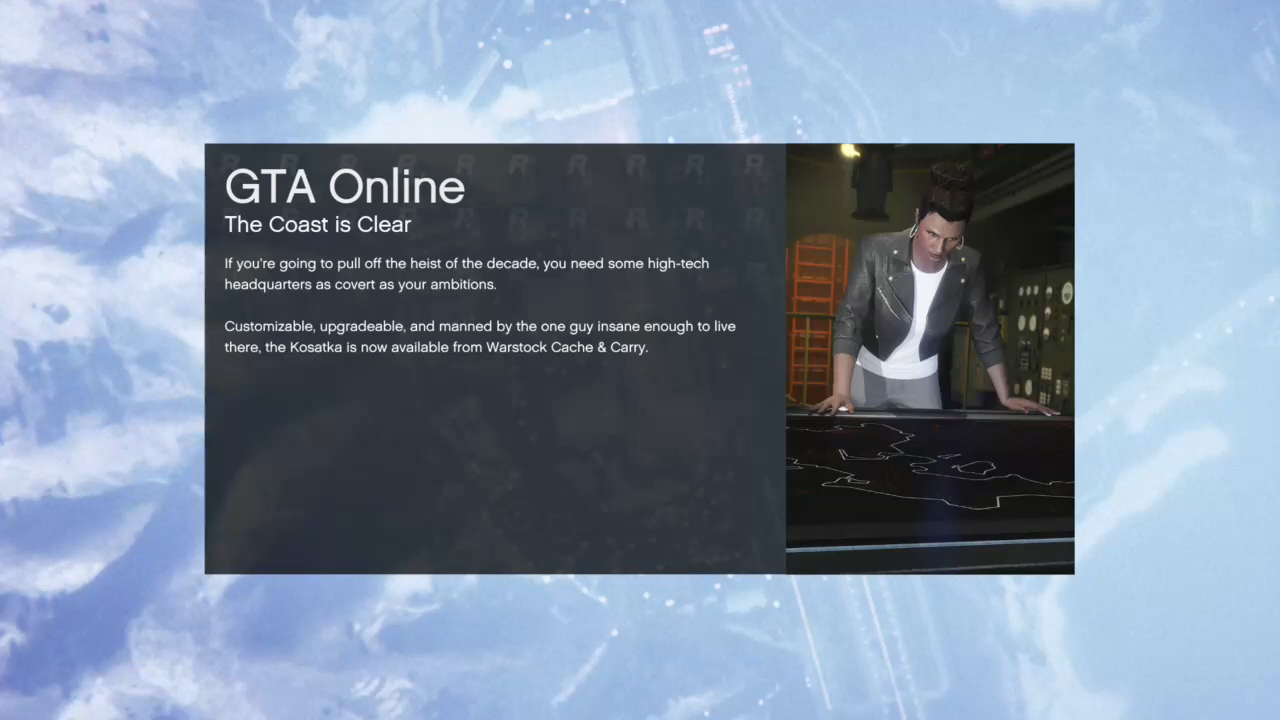 GTA Online
The Coast is Clear
If you're going to pull off the heist of the decade, you need some high-tech
headquarters as covert as your ambitions.
Customizable, upgradeable, and manned by the one guy insane enough to live
there, the Kosatka is now available from Warstock Cache & Carry.